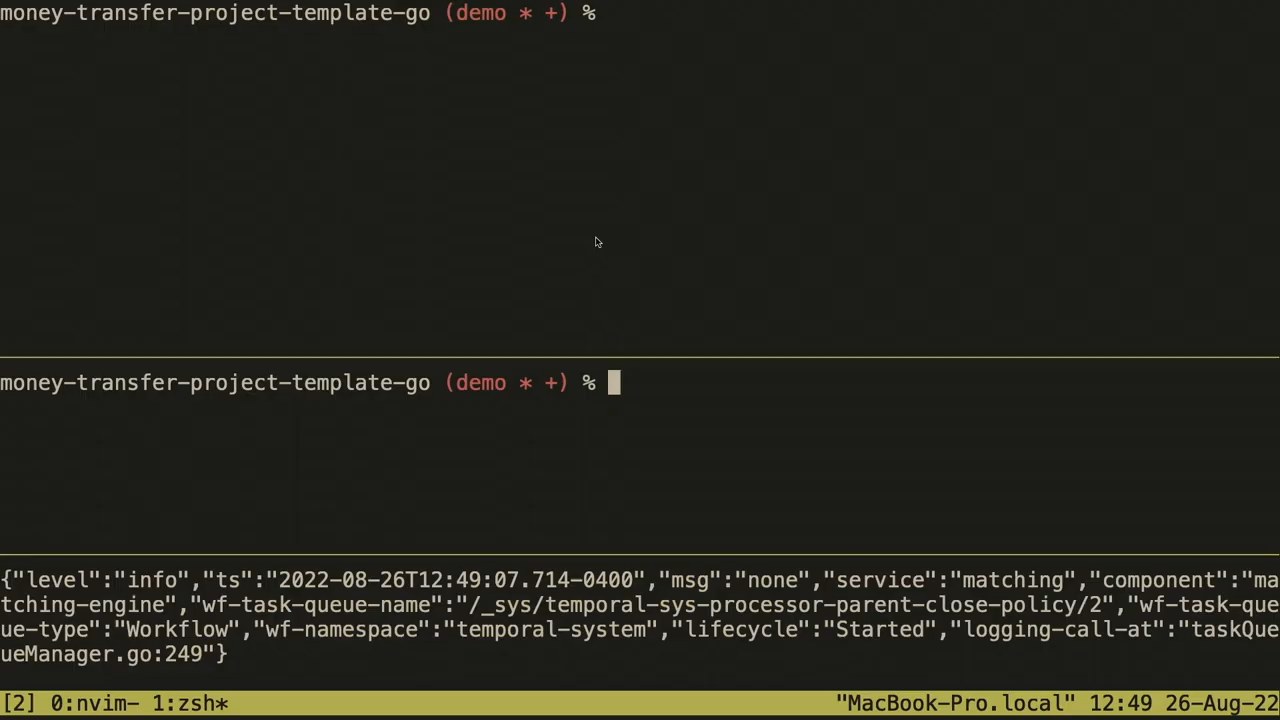 money-transfer-project-template-go (demo * +) %
money-transfer-project-template-go (demo * +) %
{"level":"info","ts":"2022-08-26T12:49:07.714-0400","msg":"none","service":"matching","component":"ma
tching-engine","wf-task-queue-name":"/_sys/temporal-sys-processor-parent-close-policy/2","wf-task-que
ue-type":"Workflow","wf-namespace":"temporal-system","lifecycle":"Started","logging-call-at":"taskQue
ueManager.go:249"}
[2] 0:nvim- 1:zsh* "MacBook-Pro.local" 12:49 26-Aug-22